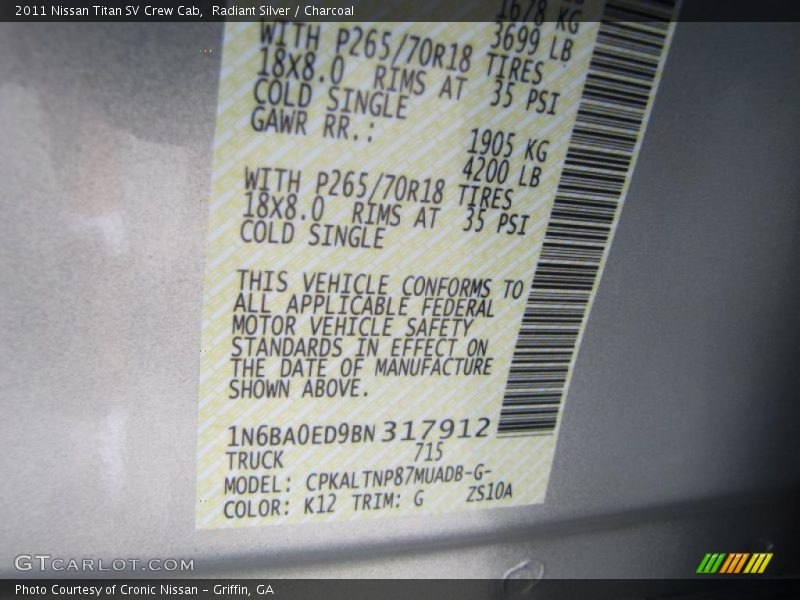 2011 Nissan Titan SV Crew Cab,  Radiant Silver / Charcoal
1678 KG
3699 LB
WITH P265/70R18 TIRES
18X8.0 RIMS AT 35 PSI
COLD SINGLE
GAWR RR.:
1905 KG
4200 LB
WITH P265/70R18 TIRES
18X8.0 RIMS AT 35 PSI
COLD SINGLE
THIS VEHICLE CONFORMS TO
ALL APPLICABLE FEDERAL
MOTOR VEHICLE SAFETY
STANDARDS IN EFFECT ON
THE DATE OF MANUFACTURE
SHOWN ABOVE.
1N6BA0ED9BN317912
TRUCK 715
MODEL: CPKALTNP87MUADB-G-
COLOR: K12 TRIM: G ZS10A
GTCARLOT.COM
Photo Courtesy of Cronic Nissan - Griffin, GA